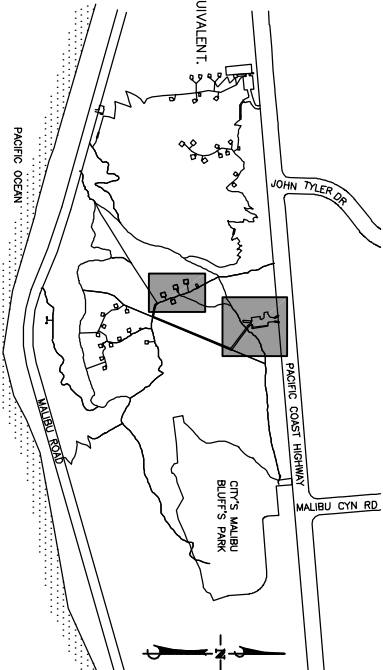 UIVALENT.
JOHN TYLER DR
PACIFIC COAST HIGHWAY
MALIBU CYN RD
CITY'S MALIBU
BLUFF'S PARK
MALIBU ROAD
PACIFIC OCEAN
N